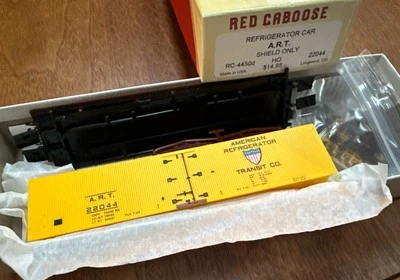 RED CABOOSE
REFRIGERATOR CAR
A.R.T.
SHIELD ONLY
RC-4450d HO 22044
$14.95
Made in USA Longmont, CO
AMERICAN
REFRIGERATOR
TRANSIT CO.
A.R.T.
22044